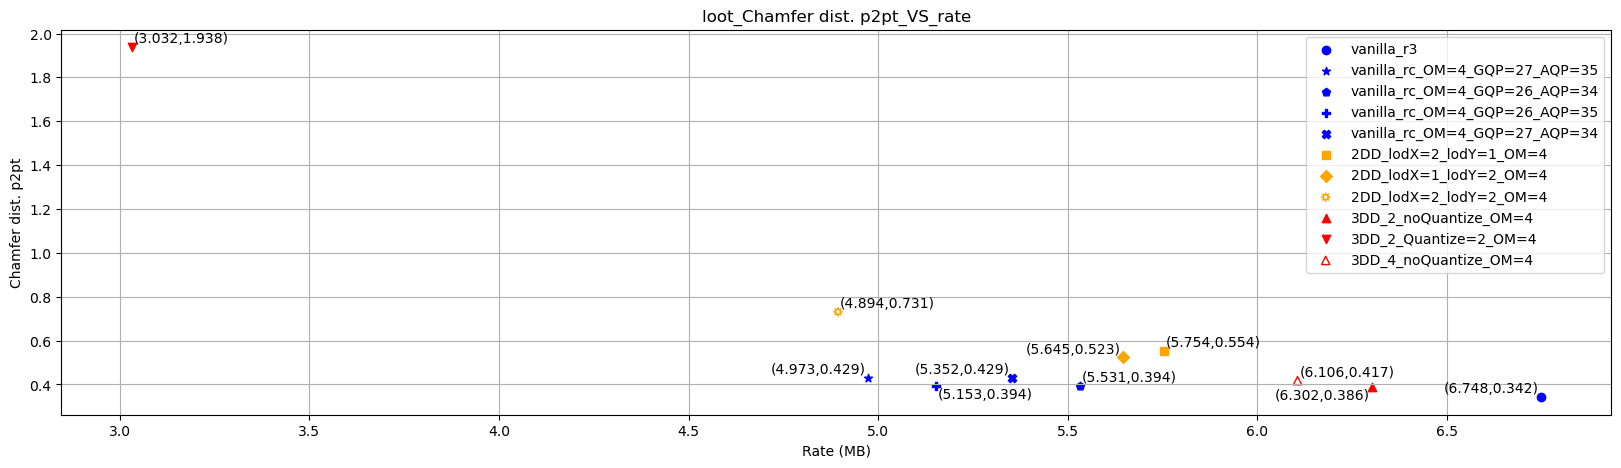 loot_Chamfer dist. p2pt_VS_rate
Chamfer dist. p2pt
2.0
1.8
1.6
1.4
1.2
1.0
0.8
0.6
0.4
(3.032,1.938)
(4.894,0.731)
(5.645,0.523)
(5.754,0.554)
(4.973,0.429)
(5.352,0.429)
(5.531,0.394)
(5.153,0.394)
(6.106,0.417)
(6.302,0.386)
(6.748,0.342)
vanilla_r3
vanilla_rc_OM=4_GQP=27_AQP=35
vanilla_rc_OM=4_GQP=26_AQP=34
vanilla_rc_OM=4_GQP=26_AQP=35
vanilla_rc_OM=4_GQP=27_AQP=34
2DD_lodX=2_lodY=1_OM=4
2DD_lodX=1_lodY=2_OM=4
2DD_lodX=2_lodY=2_OM=4
3DD_2_noQuantize_OM=4
3DD_2_Quantize=2_OM=4
3DD_4_noQuantize_OM=4
3.0
3.5
4.0
4.5
5.0
5.5
6.0
6.5
Rate (MB)